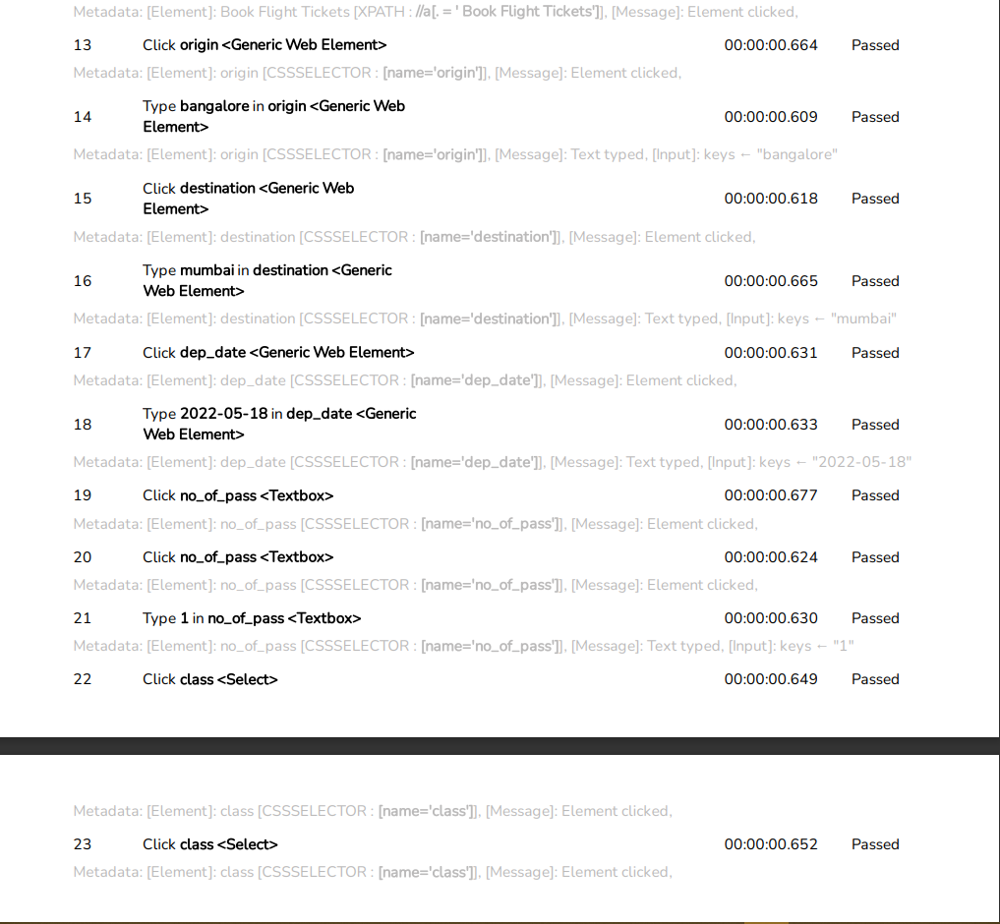 Metadata: [Element]: Book Flight Tickets [XPATH : //a[. = ' Book Flight Tickets']], [Message]: Element clicked,
13 Click origin <Generic Web Element> 00:00:00.664 Passed
Metadata: [Element]: origin [CSSSELECTOR : [name='origin']], [Message]: Element clicked,
14 Type bangalore in origin <Generic Web
Element> 00:00:00.609 Passed
Metadata: [Element]: origin [CSSSELECTOR : [name='origin']], [Message]: Text typed, [Input]: keys ← "bangalore"
15 Click destination <Generic Web
Element> 00:00:00.618 Passed
Metadata: [Element]: destination [CSSSELECTOR : [name='destination']], [Message]: Element clicked,
16 Type mumbai in destination <Generic
Web Element> 00:00:00.665 Passed
Metadata: [Element]: destination [CSSSELECTOR : [name='destination']], [Message]: Text typed, [Input]: keys ← "mumbai"
17 Click dep_date <Generic Web Element> 00:00:00.631 Passed
Metadata: [Element]: dep_date [CSSSELECTOR : [name='dep_date']], [Message]: Element clicked,
18 Type 2022-05-18 in dep_date <Generic
Web Element> 00:00:00.633 Passed
Metadata: [Element]: dep_date [CSSSELECTOR : [name='dep_date']], [Message]: Text typed, [Input]: keys ← "2022-05-18"
19 Click no_of_pass <Textbox> 00:00:00.677 Passed
Metadata: [Element]: no_of_pass [CSSSELECTOR : [name='no_of_pass']], [Message]: Element clicked,
20 Click no_of_pass <Textbox> 00:00:00.624 Passed
Metadata: [Element]: no_of_pass [CSSSELECTOR : [name='no_of_pass']], [Message]: Element clicked,
21 Type 1 in no_of_pass <Textbox> 00:00:00.630 Passed
Metadata: [Element]: no_of_pass [CSSSELECTOR : [name='no_of_pass']], [Message]: Text typed, [Input]: keys ← "1"
22 Click class <Select> 00:00:00.649 Passed
Metadata: [Element]: class [CSSSELECTOR : [name='class']], [Message]: Element clicked,
23 Click class <Select> 00:00:00.652 Passed
Metadata: [Element]: class [CSSSELECTOR : [name='class']], [Message]: Element clicked,